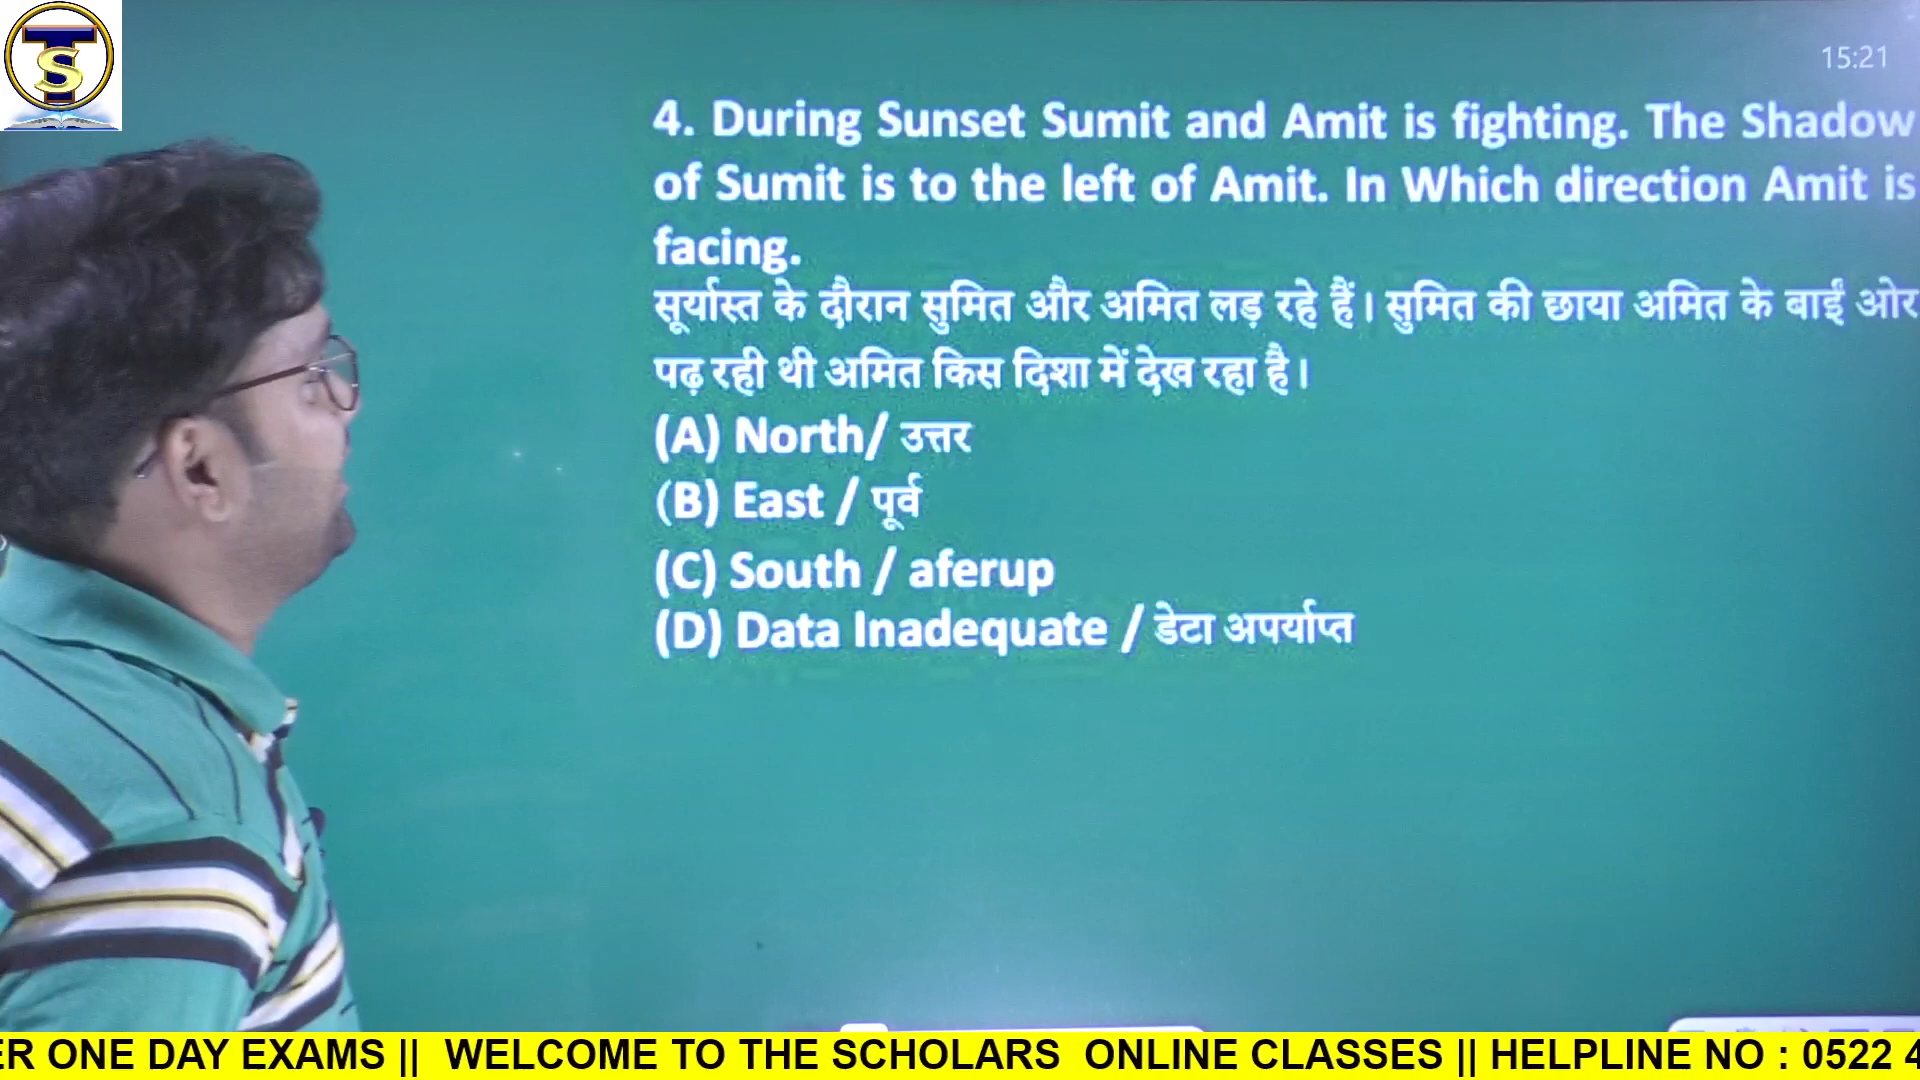 TS
15:21
4. During Sunset Sumit and Amit is fighting. The Shadow
of Sumit is to the left of Amit. In Which direction Amit is
facing.
सूर्यास्त के दौरान सुमित और अमित लड़ रहे हैं। सुमित की छाया अमित के बाईं ओर
पढ़ रही थी अमित किस दिशा में देख रहा है।
(A) North/ उत्तर
(B) East / पूर्व
(C) South / aferup
(D) Data Inadequate / डेटा अपर्याप्त
ER ONE DAY EXAMS || WELCOME TO THE SCHOLARS ONLINE CLASSES || HELPLINE NO : 0522 4